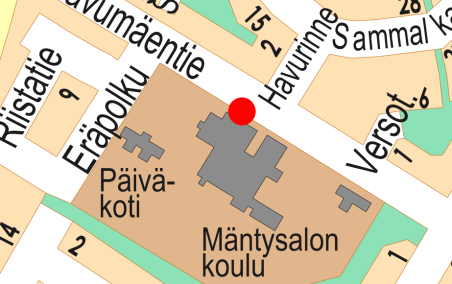 15
2
28
Havurinne
Sammal
Riistatie
9
Eräpolku
6
Versot.
1
Päivä-
koti
Mäntysalon
koulu
14
2
1